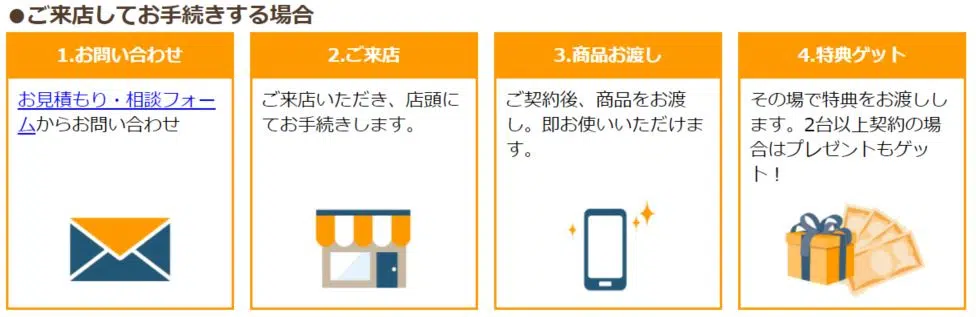 ●ご来店してお手続きする場合
1.お問い合わせ
お見積もり・相談フォー
ムからお問い合わせ
2.ご来店
ご来店いただき、店頭に
てお手続きします。
3.商品お渡し
ご契約後、商品をお渡
し。即お使いいただけま
す。
4.特典ゲット
その場で特典をお渡しし
ます。2台以上契約の場
合はプレゼントもゲッ
ト！